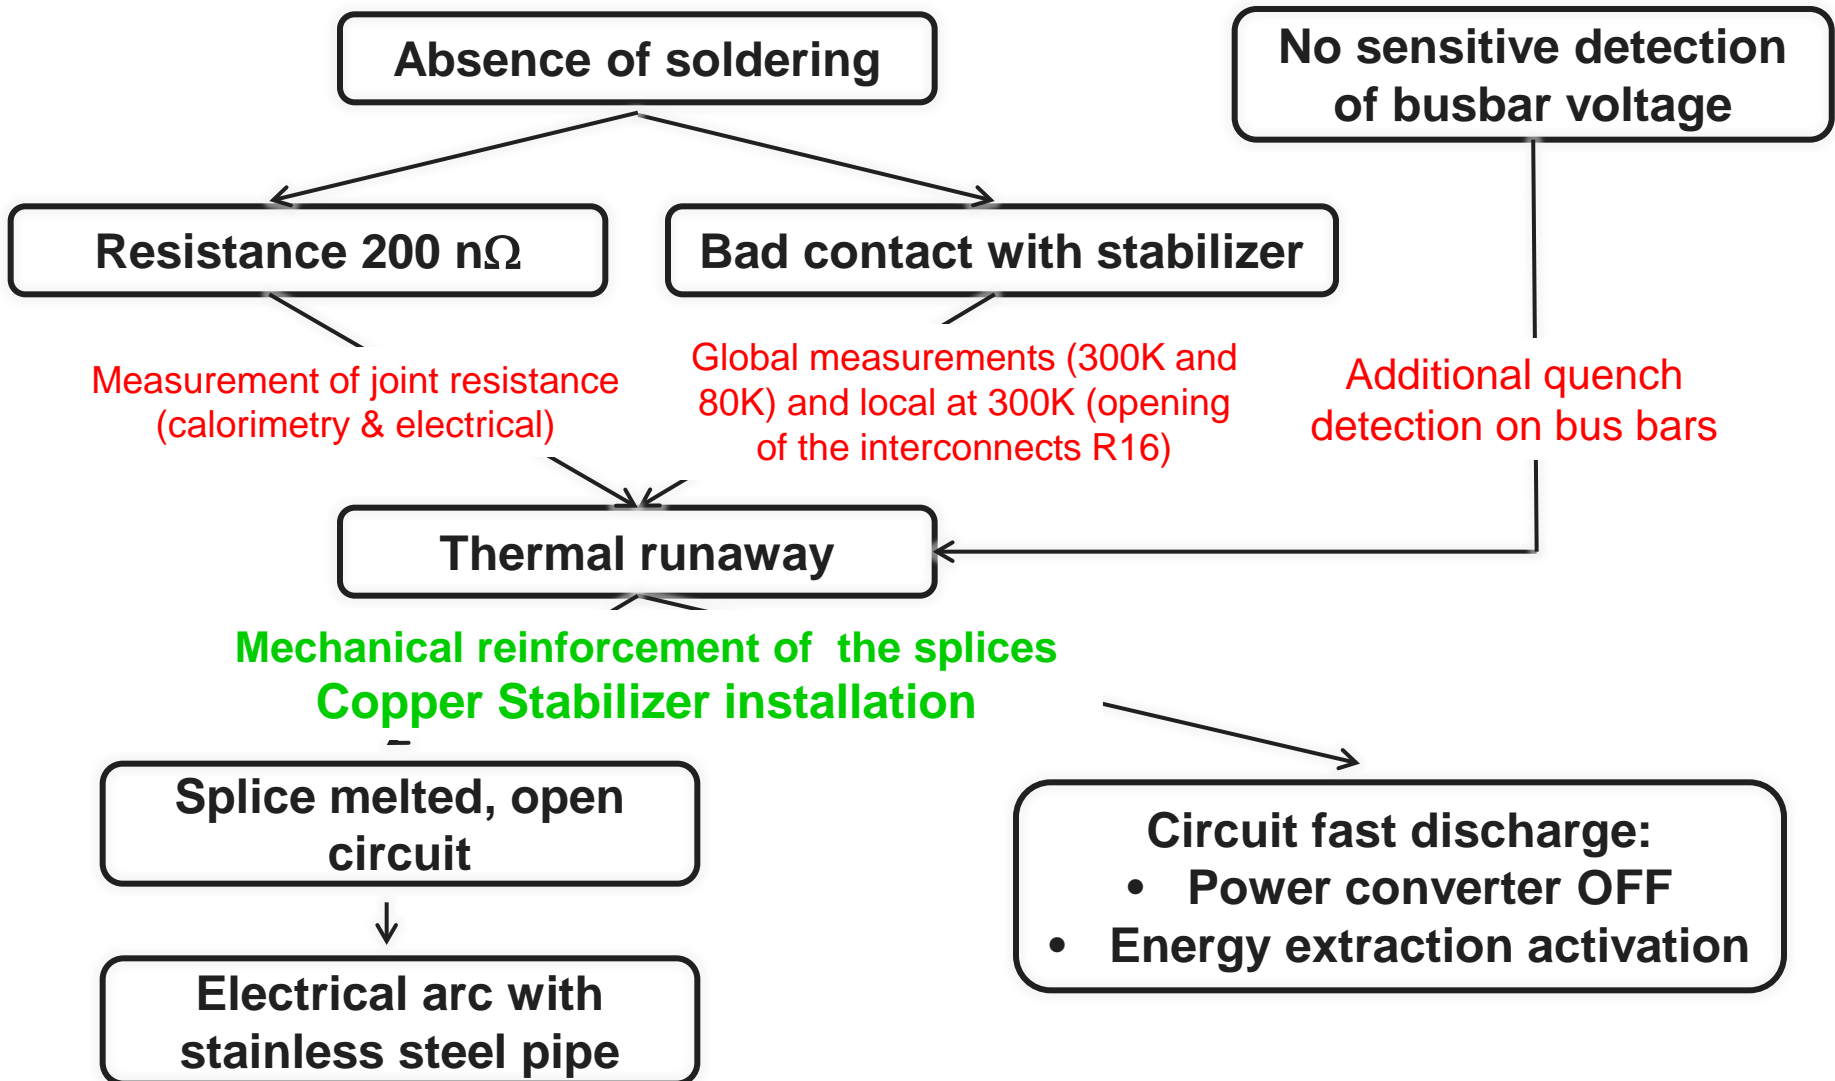 Absence of soldering
No sensitive detection
of busbar voltage
Resistance 200 nΩ
Bad contact with stabilizer
Measurement of joint resistance
(calorimetry & electrical)
Global measurements (300K and
80K) and local at 300K (opening
of the interconnects R16)
Additional quench
detection on bus bars
Thermal runaway
Mechanical reinforcement of  the splices
Copper Stabilizer installation
Splice melted, open
circuit
Circuit fast discharge:
• Power converter OFF
• Energy extraction activation
Electrical arc with
stainless steel pipe